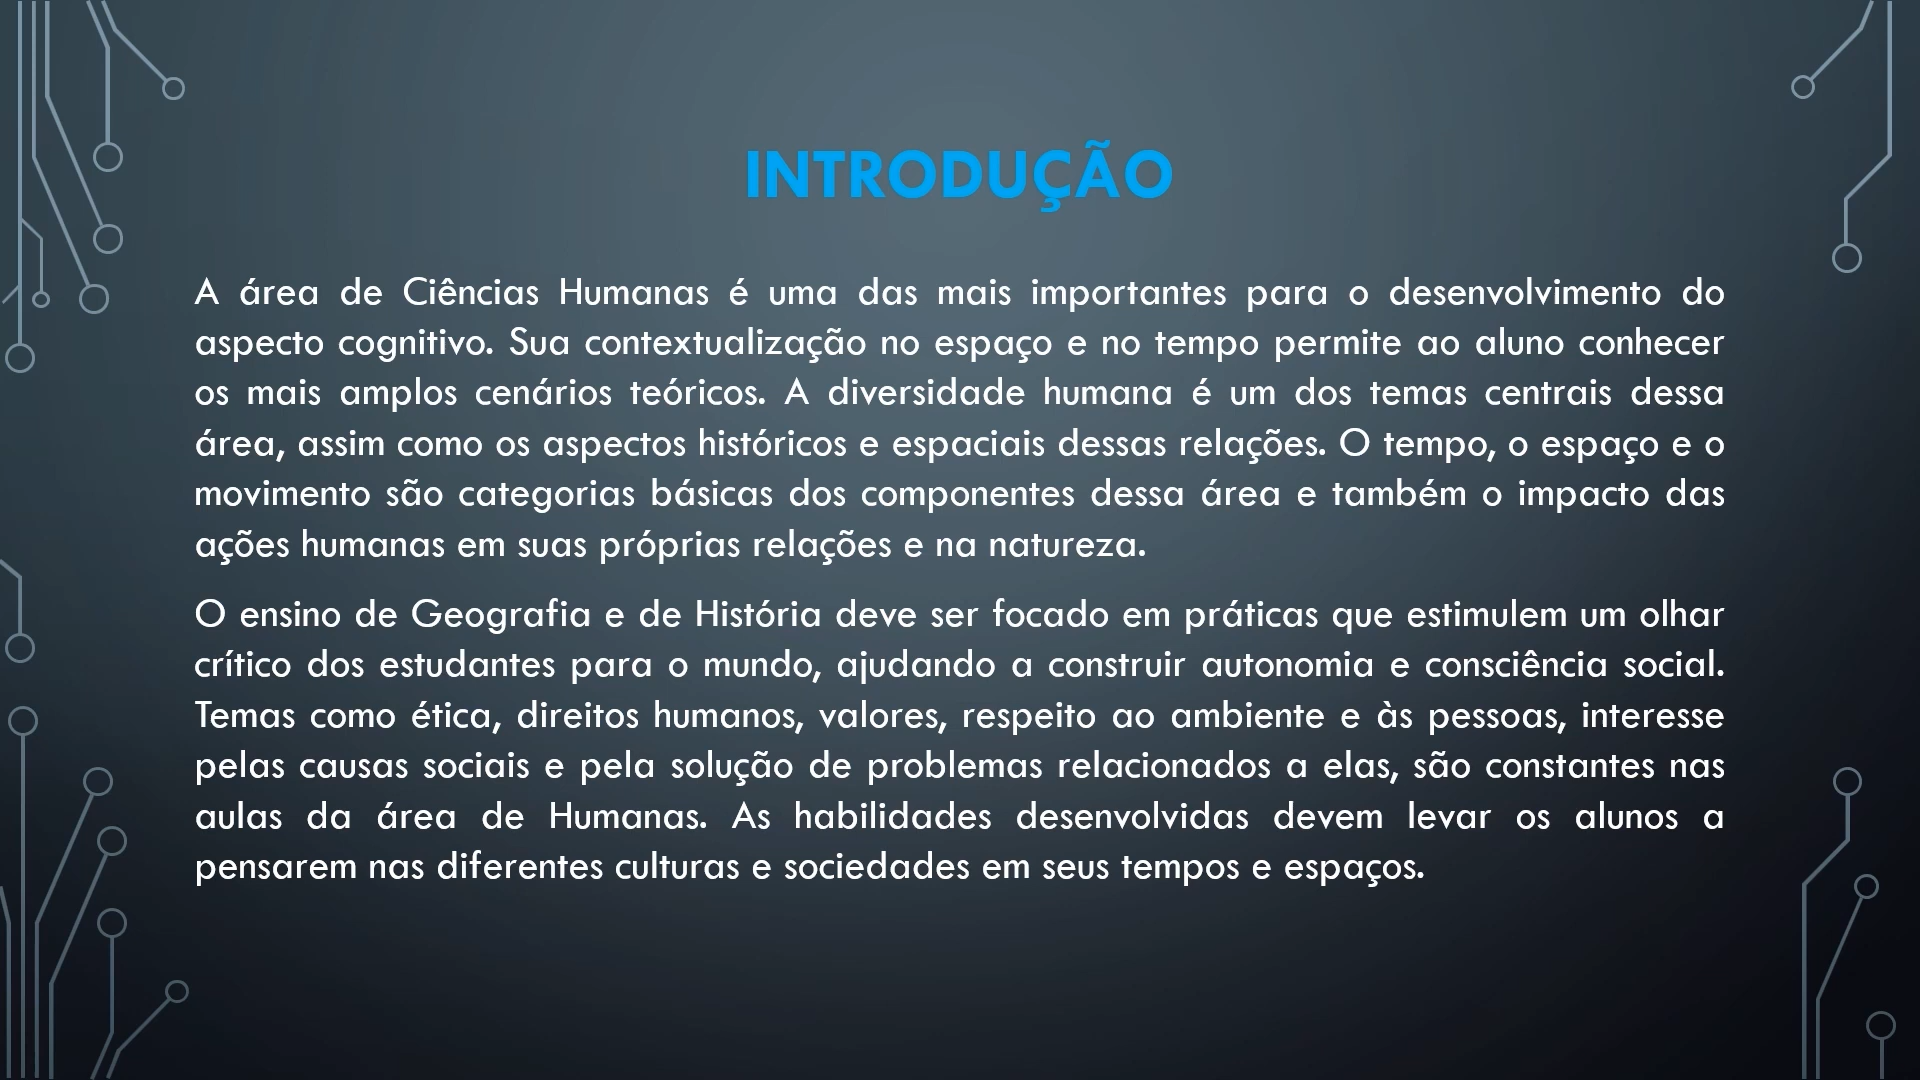 INTRODUÇÃO
A área de Ciências Humanas é uma das mais importantes para o desenvolvimento do
aspecto cognitivo. Sua contextualização no espaço e no tempo permite ao aluno conhecer
os mais amplos cenários teóricos. A diversidade humana é um dos temas centrais dessa
área, assim como os aspectos históricos e espaciais dessas relações. O tempo, o espaço e o
movimento são categorias básicas dos componentes dessa área e também o impacto das
ações humanas em suas próprias relações e na natureza.
O ensino de Geografia e de História deve ser focado em práticas que estimulem um olhar
crítico dos estudantes para o mundo, ajudando a construir autonomia e consciência social.
Temas como ética, direitos humanos, valores, respeito ao ambiente e às pessoas, interesse
pelas causas sociais e pela solução de problemas relacionados a elas, são constantes nas
aulas da área de Humanas. As habilidades desenvolvidas devem levar os alunos a
pensarem nas diferentes culturas e sociedades em seus tempos e espaços.